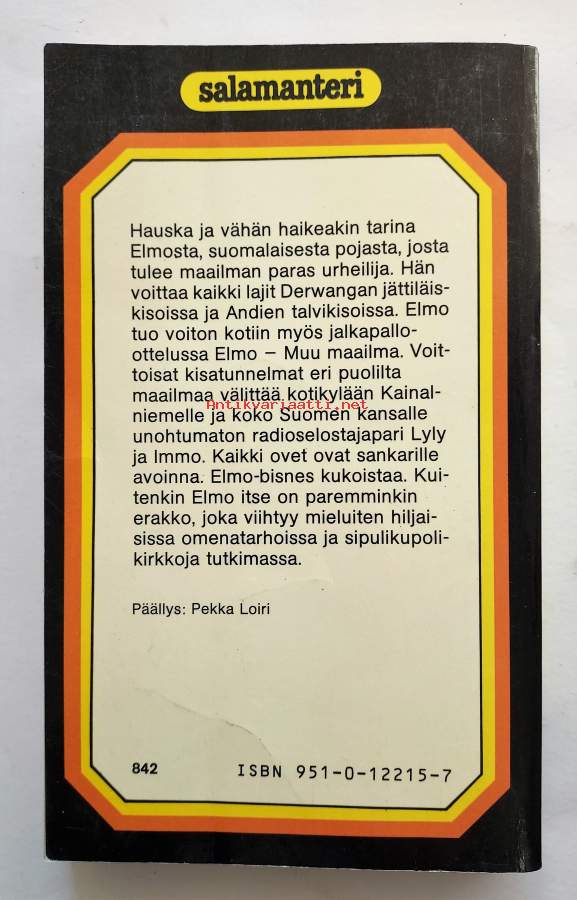 salamanteri
Hauska ja vähän haikeakin tarina
Elmosta, suomalaisesta pojasta, josta
tulee maailman paras urheilija. Hän
voittaa kaikki lajit Derwangan jättiläis-
kisoissa ja Andien talvikisoissa. Elmo
tuo voiton kotiin myös jalkapallo-
ottelussa Elmo – Muu maailma. Voit-
toisat kisatunnelmat eri puolilta
maailmaa välittää kotikylään Kainal-
Antikvariaatti.net
niemelle ja koko Suomen kansalle
unohtumaton radioselostajapari Lyly
ja Immo. Kaikki ovet ovat sankarille
avoinna. Elmo-bisnes kukoistaa. Kui-
tenkin Elmo itse on paremminkin
erakko, joka viihtyy mieluiten hiljai-
sissa omenatarhoissa ja sipulikupoli-
kirkkoja tutkimassa.
Päällys: Pekka Loiri
842 ISBN 951-0-12215-7